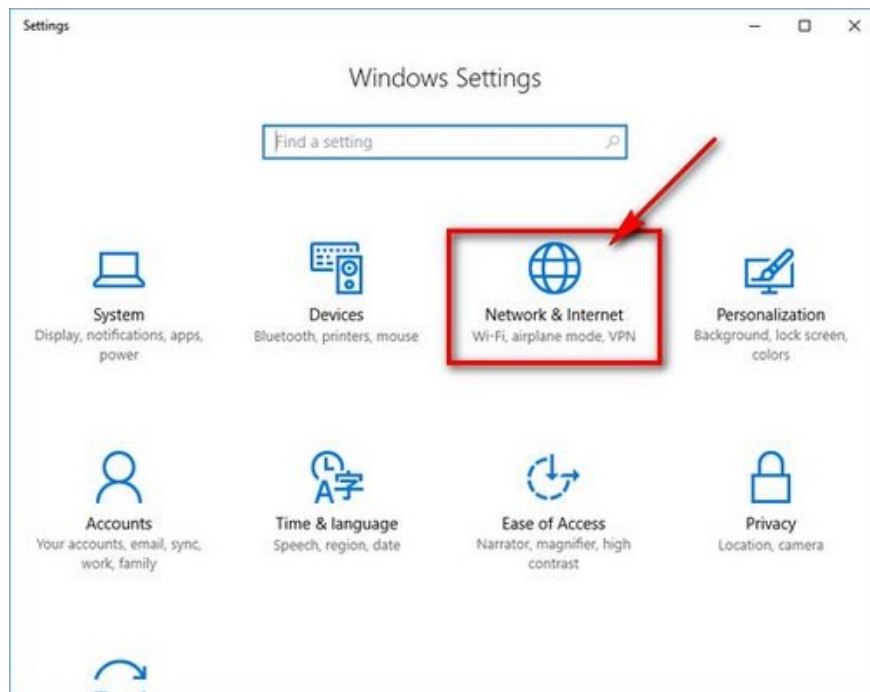 Settings
Windows Settings
Find a setting
System
Display, notifications, apps,
power
Devices
Bluetooth, printers, mouse
Network & Internet
Wi-Fi, airplane mode, VPN
Personalization
Background, lock screen,
colors
Accounts
Your accounts, email, sync,
work, family
A字
Time & language
Speech, region, date
Ease of Access
Narrator, magnifier, high
contrast
Privacy
Location, camera